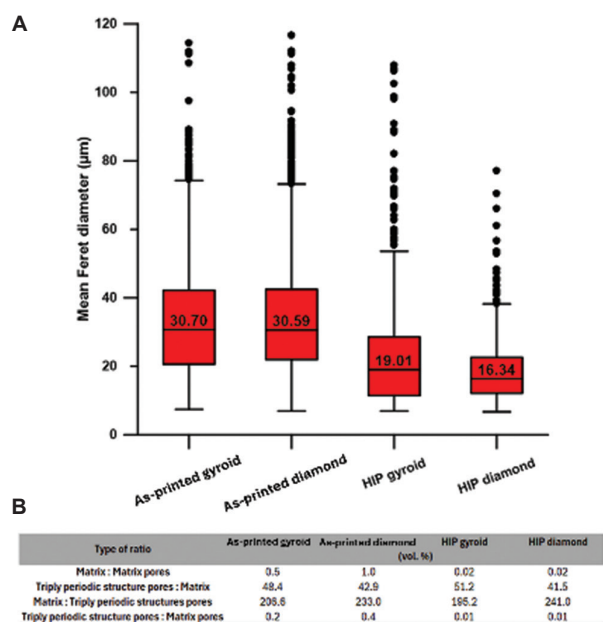 A
120
100
80
60
40
20
0
Mean Feret diameter (µm)
30.70
30.59
19.01
16.34
As-printed gyroid
As-printed diamond
HIP gyroid
HIP diamond
B
Type of ratio As-printed gyroid As-printed diamond HIP gyroid HIP diamond
(vol. %)
Matrix : Matrix pores 0.5 1.0 0.02 0.02
Triply periodic structure pores : Matrix 48.4 42.9 51.2 41.5
Matrix : Triply periodic structures pores 206.6 233.0 195.2 241.0
Triply periodic structure pores : Matrix pores 0.2 0.4 0.01 0.01